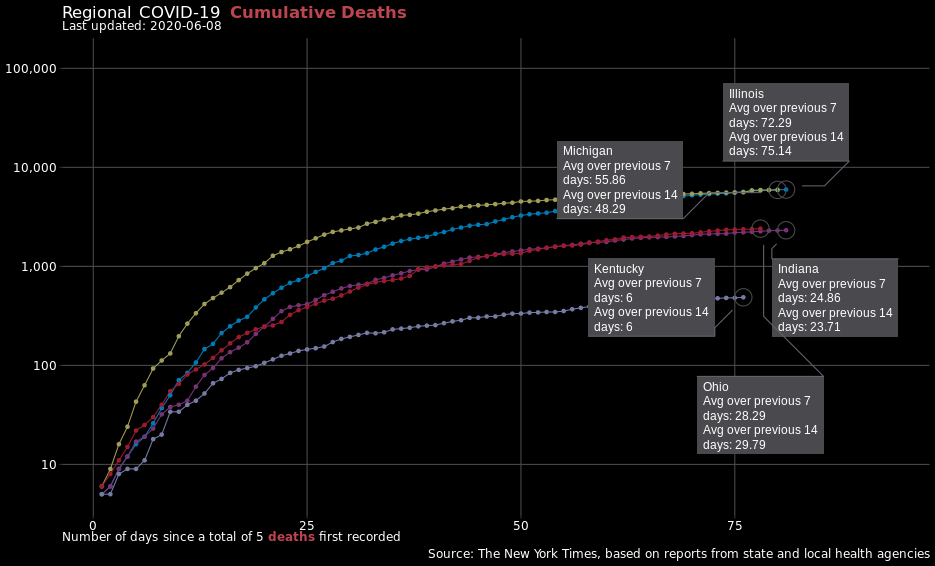 Regional COVID-19 Cumulative Deaths
Last updated: 2020-06-08
100,000
10,000
1,000
100
10
Illinois
Avg over previous 7
days: 72.29
Avg over previous 14
days: 75.14
Michigan
Avg over previous 7
days: 55.86
Avg over previous 14
days: 48.29
Kentucky
Avg over previous 7
days: 6
Avg over previous 14
days: 6
Indiana
Avg over previous 7
days: 24.86
Avg over previous 14
days: 23.71
Ohio
Avg over previous 7
days: 28.29
Avg over previous 14
days: 29.79
0 25 50 75
Number of days since a total of 5 deaths first recorded
Source: The New York Times, based on reports from state and local health agencies